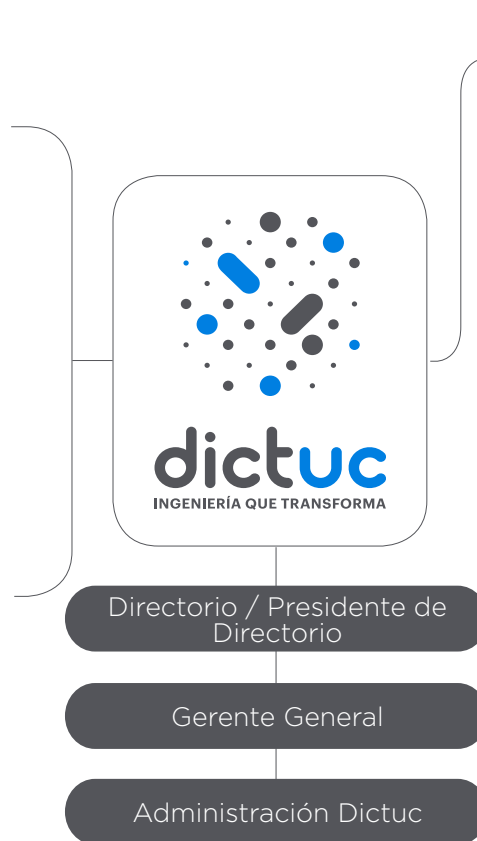 dictuc
INGENIERÍA QUE TRANSFORMA
Directorio / Presidente de
Directorio
Gerente General
Administración Dictuc